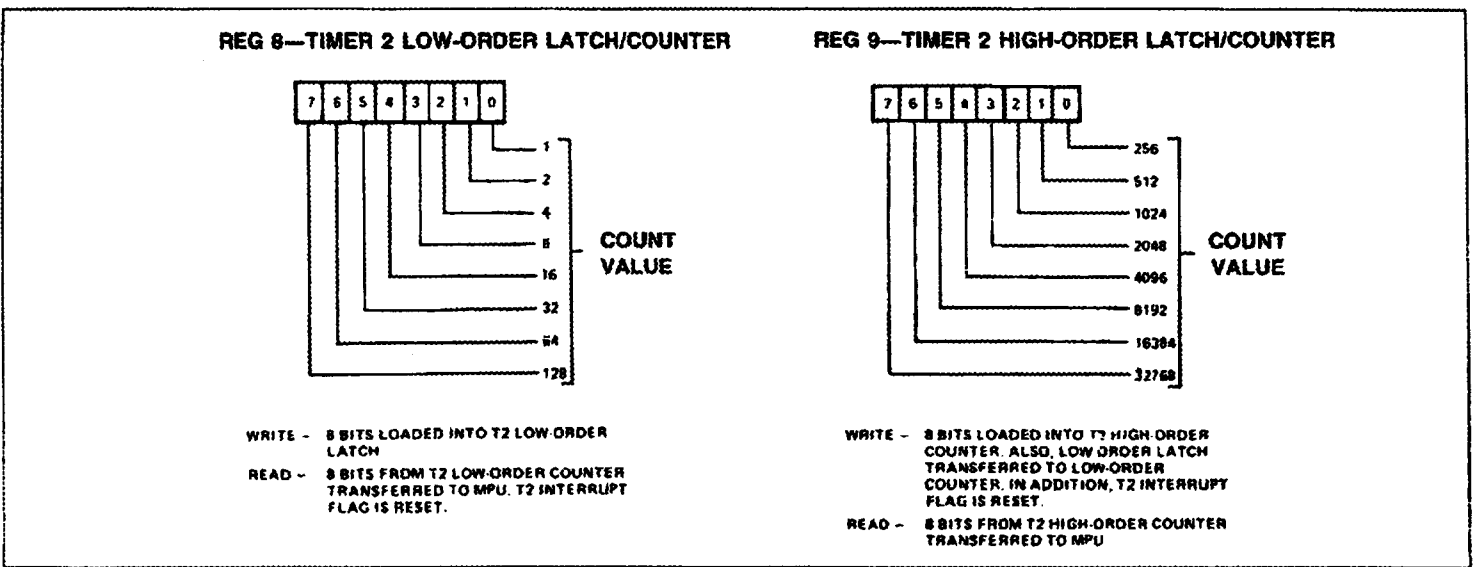 REG 8—TIMER 2 LOW-ORDER LATCH/COUNTER
7 6 5 4 3 2 1 0
1
2
4
8
16
32
64
128
COUNT
VALUE
WRITE - 8 BITS LOADED INTO T2 LOW-ORDER
LATCH
READ - 8 BITS FROM T2 LOW-ORDER COUNTER
TRANSFERRED TO MPU. T2 INTERRUPT
FLAG IS RESET.
REG 9—TIMER 2 HIGH-ORDER LATCH/COUNTER
7 6 5 4 3 2 1 0
256
512
1024
2048
4096
8192
16384
32768
COUNT
VALUE
WRITE - 8 BITS LOADED INTO T2 HIGH-ORDER
COUNTER. ALSO, LOW ORDER LATCH
TRANSFERRED TO LOW-ORDER
COUNTER. IN ADDITION, T2 INTERRUPT
FLAG IS RESET.
READ - 8 BITS FROM T2 HIGH-ORDER COUNTER
TRANSFERRED TO MPU